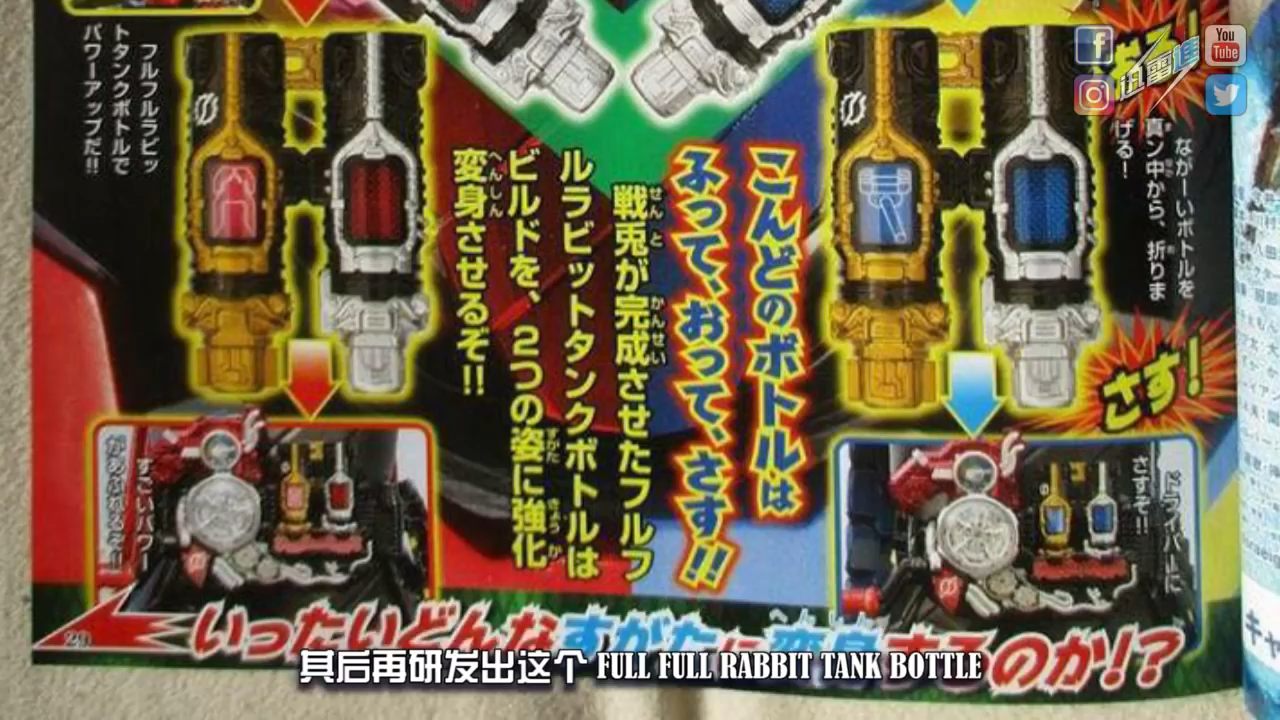 フルフルラビッ
トタンクボトルで
パワーアップだ!!
こんどのボトルは
ふって、おって、さす!!
戦兎が完成させたフルフ
ルラビットタンクボトルは
ビルドを、2つの姿に強化
変身させるぞ!!
ながーいボトルを
真ン中から、折りま
げる!
さす!
ドライバーに
さすぞ!!
すごいパワー
があふれるぞ!!
いったいどんなすがたに変身するのか!?
其后再研发出这个 FULL FULL RABBIT TANK BOTTLE
迅雷進
You
Tube
キャ